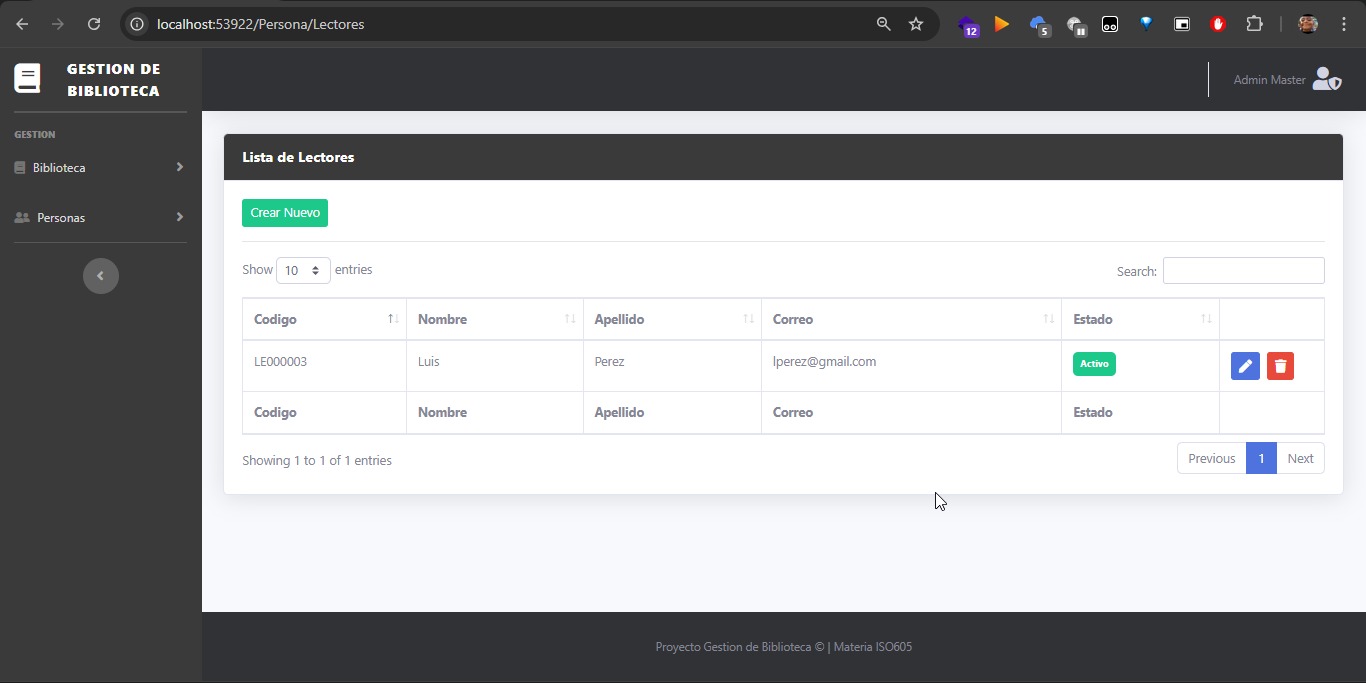 localhost:53922/Persona/Lectores
12
5
GESTION DE
BIBLIOTECA
Admin Master
GESTION
Biblioteca
Personas
Lista de Lectores
Crear Nuevo
Show 10 entries
Search:
Codigo Nombre Apellido Correo Estado
LE000003 Luis Perez lperez@gmail.com Activo
Codigo Nombre Apellido Correo Estado
Showing 1 to 1 of 1 entries
Previous 1 Next
Proyecto Gestion de Biblioteca © | Materia ISO605